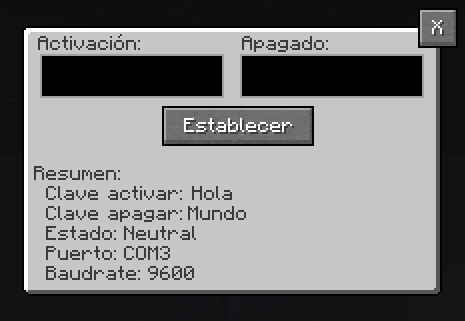 X
Activación: Apagado:
Establecer
Resumen:
Clave activar: Hola
Clave apagar: Mundo
Estado: Neutral
Puerto: COM3
Baudrate: 9600